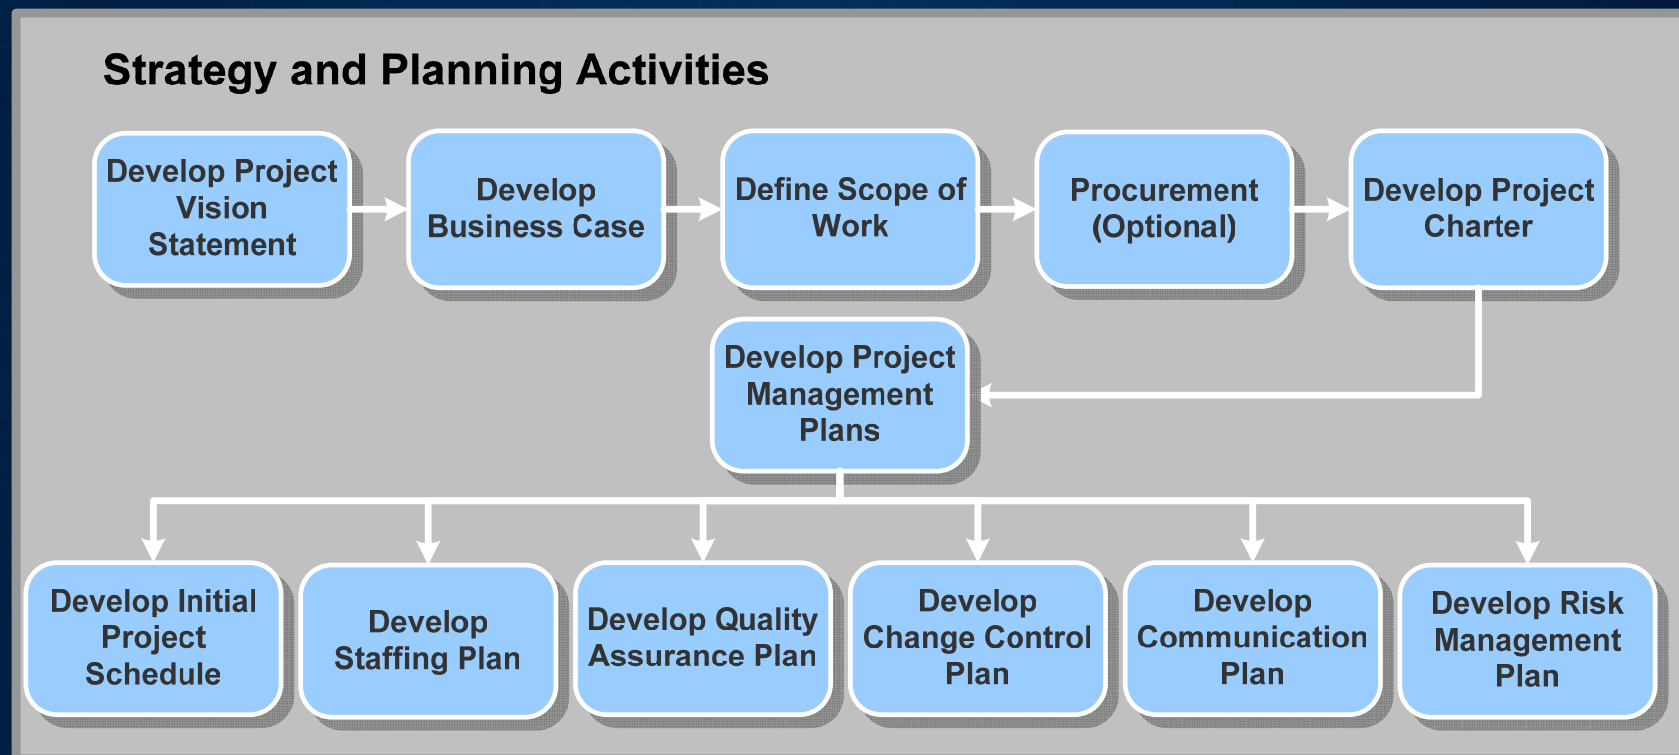 Strategy and Planning Activities
Develop Project
Vision
Statement
Develop
Business Case
Define Scope of
Work
Procurement
(Optional)
Develop Project
Charter
Develop Project
Management
Plans
Develop Initial
Project
Schedule
Develop
Staffing Plan
Develop Quality
Assurance Plan
Develop
Change Control
Plan
Develop
Communication
Plan
Develop Risk
Management
Plan